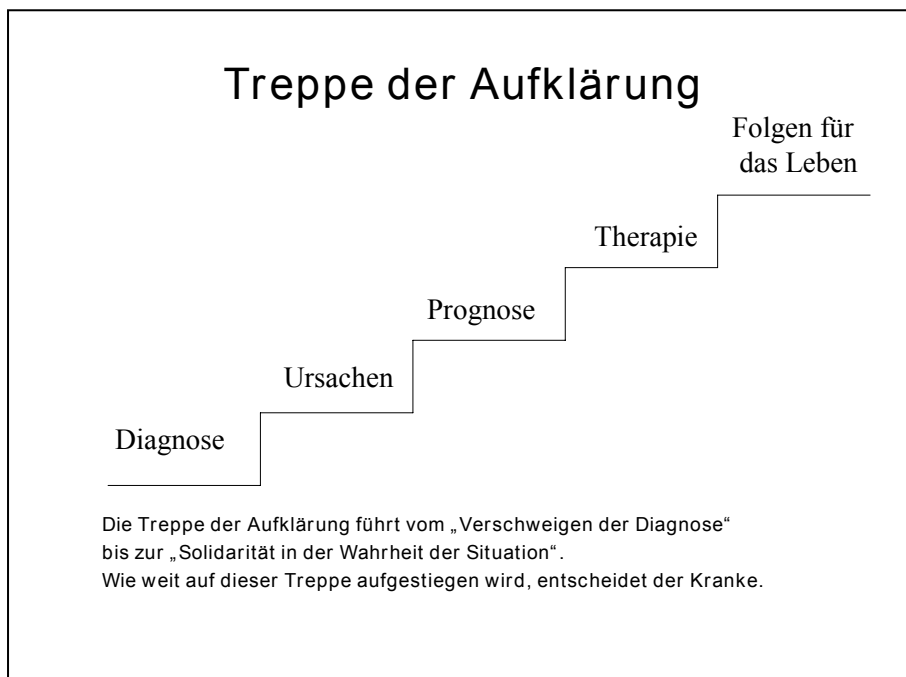 Treppe der Aufklärung
Folgen für
das Leben
Therapie
Prognose
Ursachen
Diagnose
Die Treppe der Aufklärung führt vom „Verschweigen der Diagnose“
bis zur „Solidarität in der Wahrheit der Situation“.
Wie weit auf dieser Treppe aufgestiegen wird, entscheidet der Kranke.